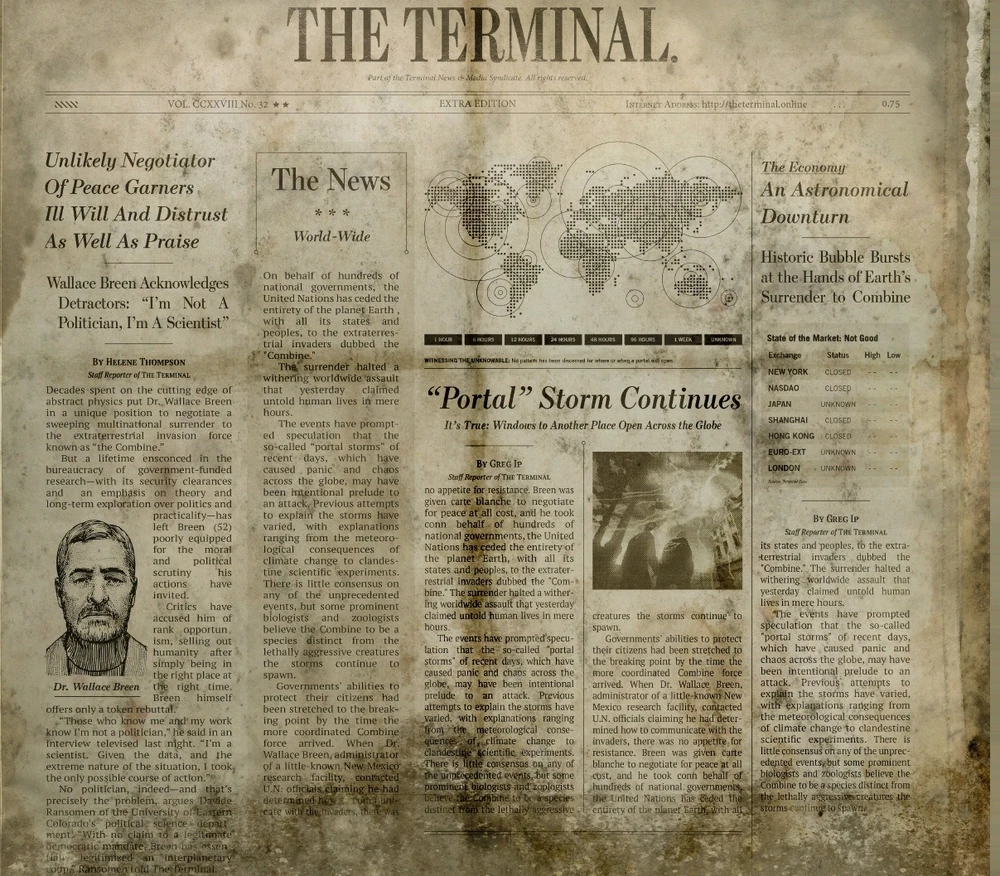 THE TERMINAL.
Part of the Terminal News & Media Syndicate. All rights reserved.
VOL. CCXXVIII No. 32 ★★
EXTRA EDITION
INTERNET ADDRESS: http://theterminal.online
0.75
Unlikely Negotiator
Of Peace Garners
Ill Will And Distrust
As Well As Praise
Wallace Breen Acknowledges
Detractors: “I’m Not A
Politician, I’m A Scientist”
BY HELENE THOMPSON
Staff Reporter of THE TERMINAL
Decades spent on the cutting edge of
abstract physics put Dr. Wallace Breen
in a unique position to negotiate a
sweeping multinational surrender to
the extraterrestrial invasion force
known as “the Combine.”
But a lifetime ensconced in the
bureaucracy of government-funded
research—with its security clearances
and an emphasis on theory and
long-term exploration over politics and
practicality—has
left Breen (52)
poorly equipped
for the moral
and political
scrutiny his
actions have
invited.
Critics have
accused him of
rank opportun
ism, selling out
humanity after
simply being in
the right place at
the right time.
Breen himself
Dr. Wallace Breen
offers only a token rebuttal.
“Those who know me and my work
know I’m not a politician,” he said in an
interview televised last night. “I’m a
scientist. Given the data, and the
extreme nature of the situation, I took
the only possible course of action.”
No politician, indeed—and that’s
precisely the problem, argues Davide
Ransomen of the University of Eastern
Colorado’s political science depart
ment. “With no claim to a legitimate
democratic mandate, Breen has essen
tially legitimized an interplanetary
coup,” Ransomen told The Terminal.
The News
* * *
World-Wide
On behalf of hundreds of
national governments, the
United Nations has ceded the
entirety of the planet Earth ,
with all its states and
peoples, to the extraterres-
trial invaders dubbed the
"Combine."
The surrender halted a
withering worldwide assault
that yesterday claimed
untold human lives in mere
hours.
The events have prompt-
ed speculation that the
so-called "portal storms" of
recent days, which have
caused panic and chaos
across the globe, may have
been intentional prelude to
an attack. Previous attempts
to explain the storms have
varied, with explanations
ranging from the meteoro-
logical consequences of
climate change to clandes-
tine scientific experiments.
There is little consensus on
any of the unprecedented
events, but some prominent
biologists and zoologists
believe the Combine to be a
species distinct from the
lethally aggressive creatures
the storms continue to
spawn.
Governments’ abilities to
protect their citizens had
been stretched to the break-
ing point by the time the
more coordinated Combine
force arrived. When Dr.
Wallace Breen, administrator
of a little-known New Mexico
research facility, contacted
U.N. officials claiming he had
determined how to communi-
cate with the invaders, there was
1 HOUR
6 HOURS
12 HOURS
24 HOURS
48 HOURS
96 HOURS
1 WEEK
UNKNOWN
WITNESSING THE UNKNOWABLE: No pattern has been discerned for where or when a portal will open.
“Portal” Storm Continues
It’s True: Windows to Another Place Open Across the Globe
BY GREG IP
Staff Reporter of THE TERMINAL
no appetite for resistance. Breen was
given carte blanche to negotiate
for peace at all cost, and he took
conn behalf of hundreds of
national governments, the United
Nations has ceded the entirety of
the planet Earth, with all its
states and peoples, to the extrater-
restrial invaders dubbed the "Com-
bine." The surrender halted a wither-
ing worldwide assault that yesterday
claimed untold human lives in mere
hours.
The events have prompted specu-
lation that the so-called "portal
storms" of recent days, which have
caused panic and chaos across the
globe, may have been intentional
prelude to an attack. Previous
attempts to explain the storms have
varied, with explanations ranging
from the meteorological conse-
quences of climate change to
clandestine scientific experiments.
There is little consensus on any of
the unprecedented events, but some
prominent biologists and zoologists
believe the Combine to be a species
distinct from the lethally aggressive
creatures the storms continue to
spawn.
Governments’ abilities to protect
their citizens had been stretched to
the breaking point by the time the
more coordinated Combine force
arrived. When Dr. Wallace Breen,
administrator of a little-known New
Mexico research facility, contacted
U.N. officials claiming he had deter-
mined how to communicate with the
invaders, there was no appetite for
resistance. Breen was given carte
blanche to negotiate for peace at all
cost, and he took conn behalf of
hundreds of national governments,
the United Nations has ceded the
entirety of the planet Earth, with all
The Economy
An Astronomical
Downturn
Historic Bubble Bursts
at the Hands of Earth’s
Surrender to Combine
State of the Market: Not Good
Exchange Status High Low
NEW YORK CLOSED -- --
NASDAO CLOSED -- --
JAPAN UNKNOWN -- --
SHANGHAI CLOSED -- --
HONG KONG CLOSED -- --
EURO-EXT UNKNOWN -- --
LONDON UNKNOWN -- --
BY GREG IP
Staff Reporter of THE TERMINAL
its states and peoples, to the extra-
terrestrial invaders dubbed the
"Combine." The surrender halted a
withering worldwide assault that
yesterday claimed untold human
lives in mere hours.
The events have prompted
speculation that the so-called
"portal storms" of recent days,
which have caused panic and
chaos across the globe, may have
been intentional prelude to an
attack. Previous attempts to
explain the storms have varied,
with explanations ranging from
the meteorological consequences
of climate change to clandestine
scientific experiments. There is
little consensus on any of the unprec-
edented events, but some prominent
biologists and zoologists believe the
Combine to be a species distinct from
the lethally aggressive creatures the
storms continue to spawn.